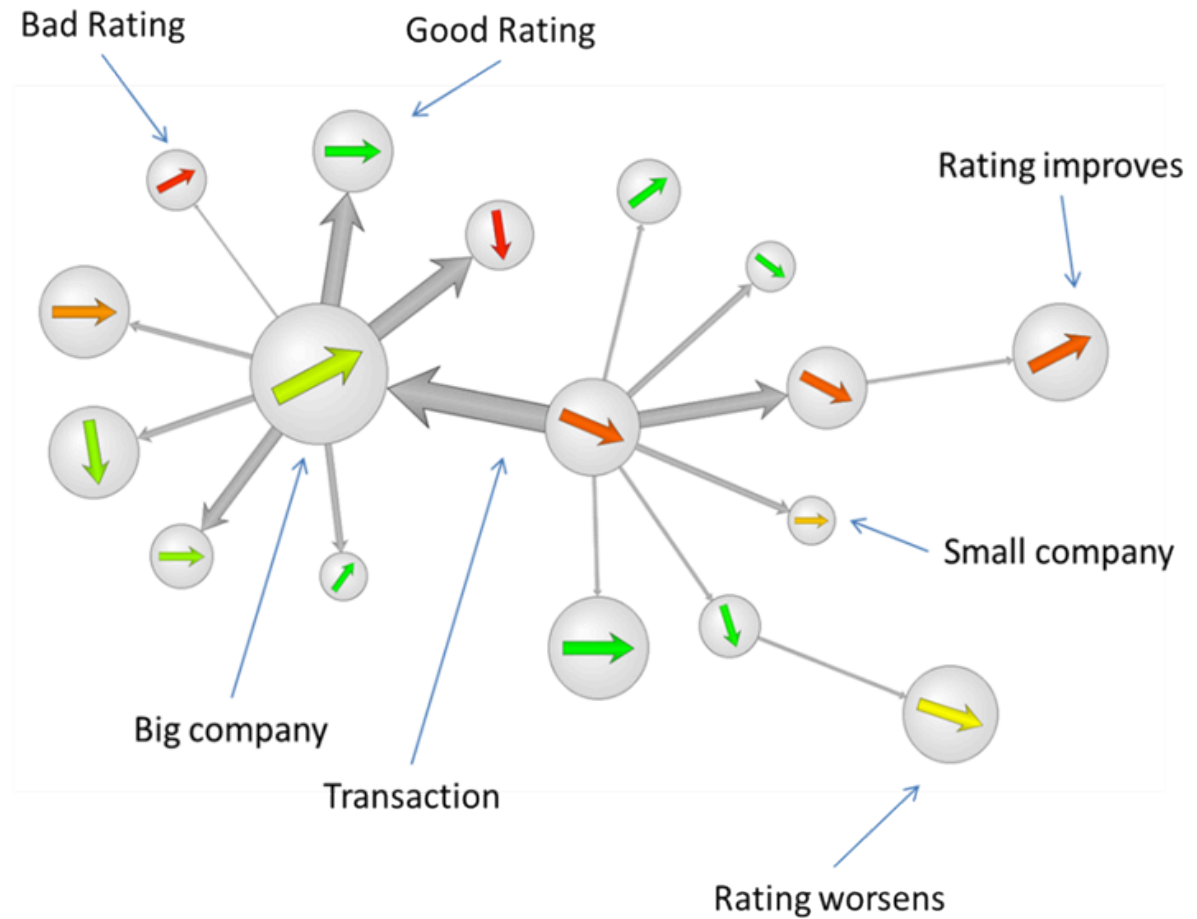 Bad Rating
Good Rating
Rating improves
Small company
Big company
Transaction
Rating worsens